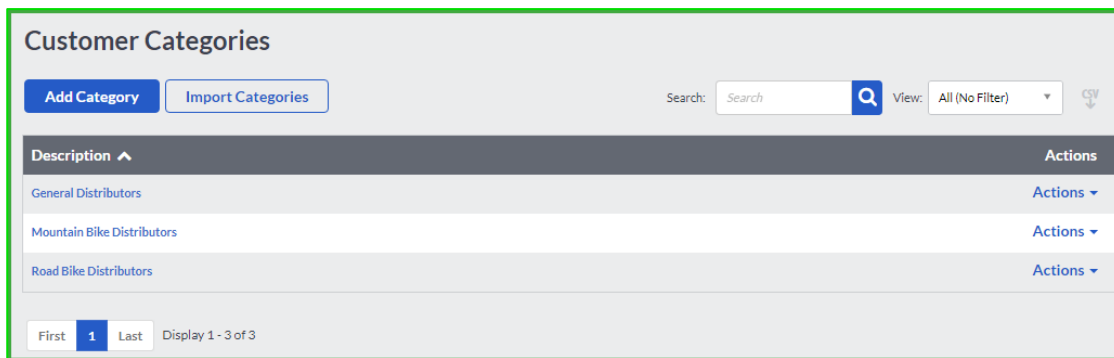 Customer Categories
Add Category Import Categories Search: Search View: All (No Filter) CSV
Description Actions
General Distributors Actions
Mountain Bike Distributors Actions
Road Bike Distributors Actions
First 1 Last Display 1 - 3 of 3